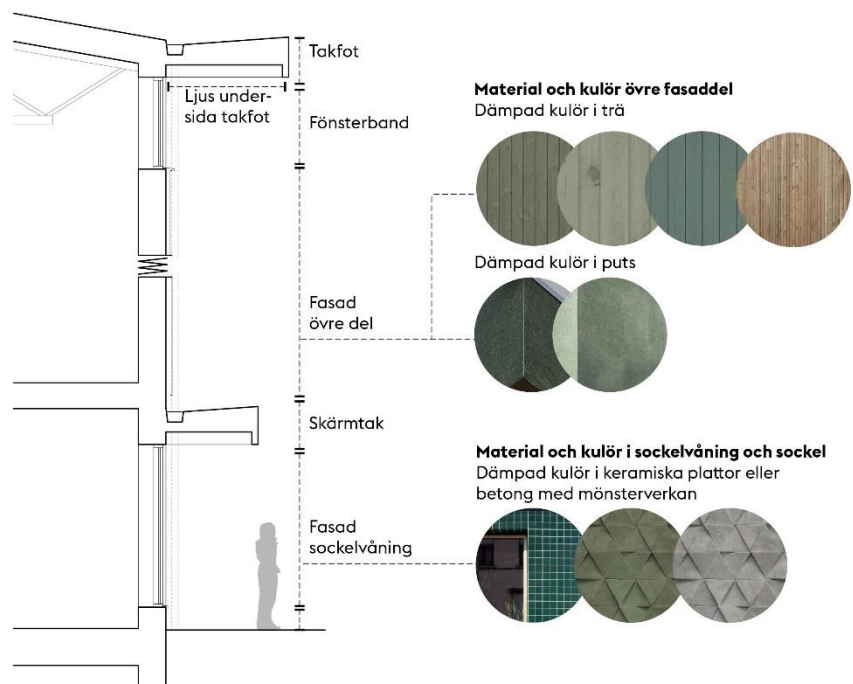 Takfot
Ljus under-
sida takfot
Fönsterband
Fasad
övre del
Skärmtak
Fasad
sockelvåning
Material och kulör övre fasaddel
Dämpad kulör i trä
Dämpad kulör i puts
Material och kulör i sockelvåning och sockel
Dämpad kulör i keramiska plattor eller
betong med mönsterverkan